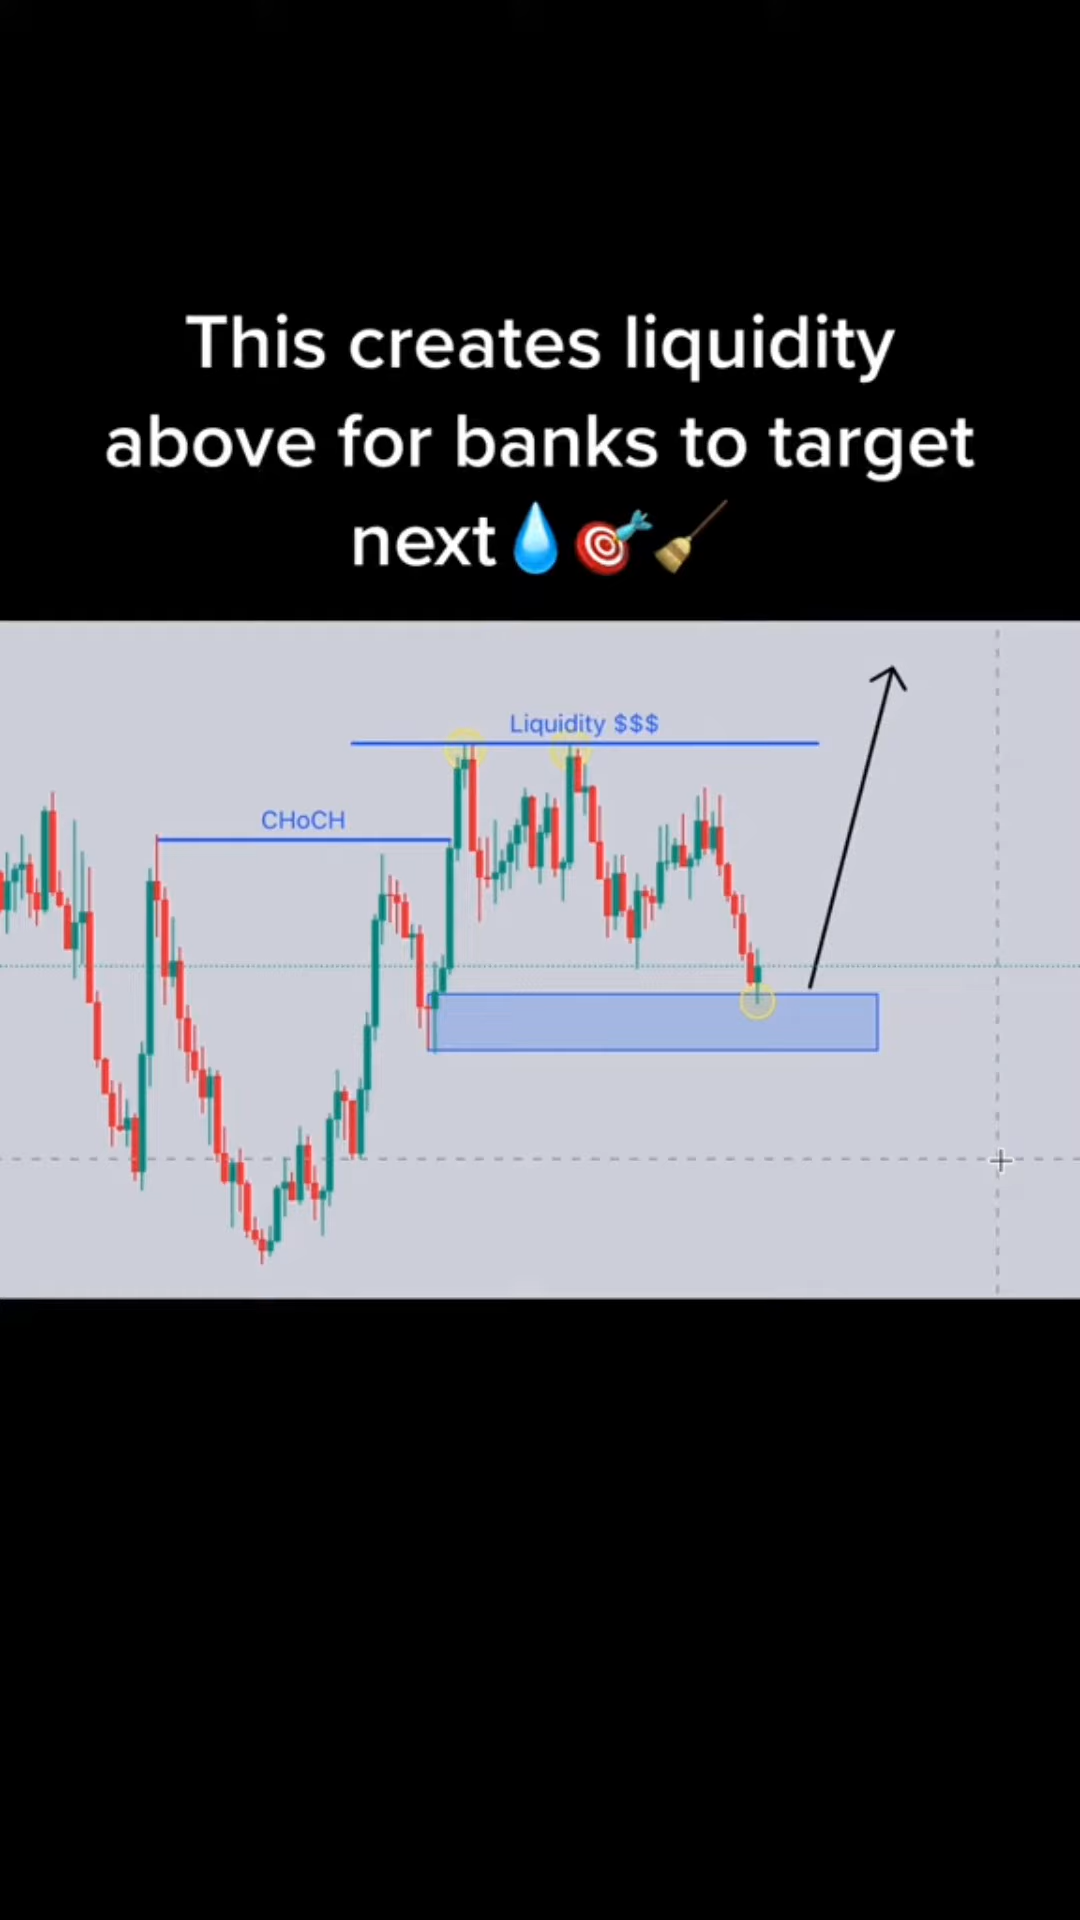 This creates liquidity
above for banks to target
next💧🎯🧹
Liquidity $$$
CHoCH